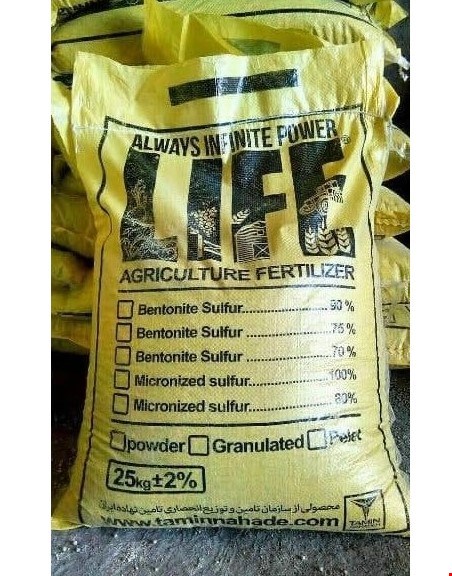 ALWAYS INFINITE POWER
LIFE®
AGRICULTURE FERTILIZER
Bentonite Sulfur.....................90 %
Bentonite Sulfur ....................75 %
Bentonite Sulfur ....................70 %
Micronized sulfur...................100%
Micronized sulfur...................80%
powder Granulated Pelet
25kg±2%
محصولی از سازمان تامین و توزیع انحصاری تامین نهاده ایران
www.taminnahade.com
TAMIN